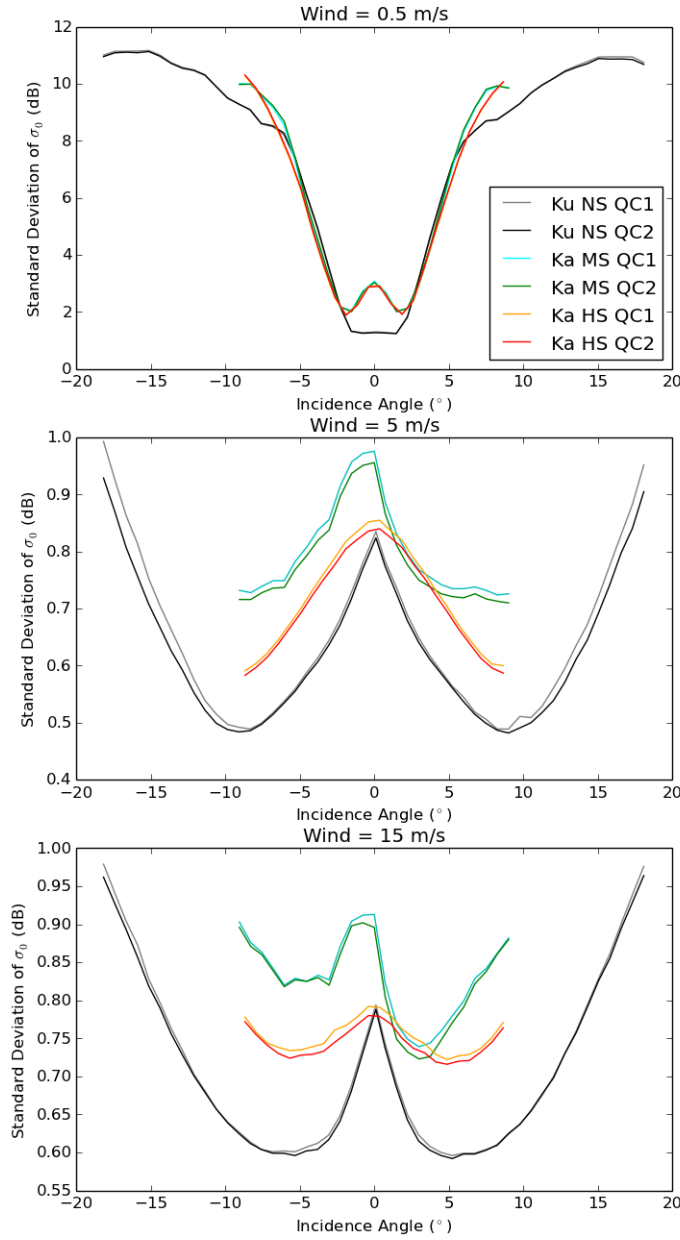 Wind = 0.5 m/s
12
10
8
6
4
2
0
Standard Deviation of σ₀ (dB)
Ku NS QC1
Ku NS QC2
Ka MS QC1
Ka MS QC2
Ka HS QC1
Ka HS QC2
−20 −15 −10 −5 0 5 10 15 20
Incidence Angle (°)
Wind = 5 m/s
1.0
0.9
0.8
0.7
0.6
0.5
0.4
Standard Deviation of σ₀ (dB)
−20 −15 −10 −5 0 5 10 15 20
Incidence Angle (°)
Wind = 15 m/s
1.00
0.95
0.90
0.85
0.80
0.75
0.70
0.65
0.60
0.55
Standard Deviation of σ₀ (dB)
−20 −15 −10 −5 0 5 10 15 20
Incidence Angle (°)